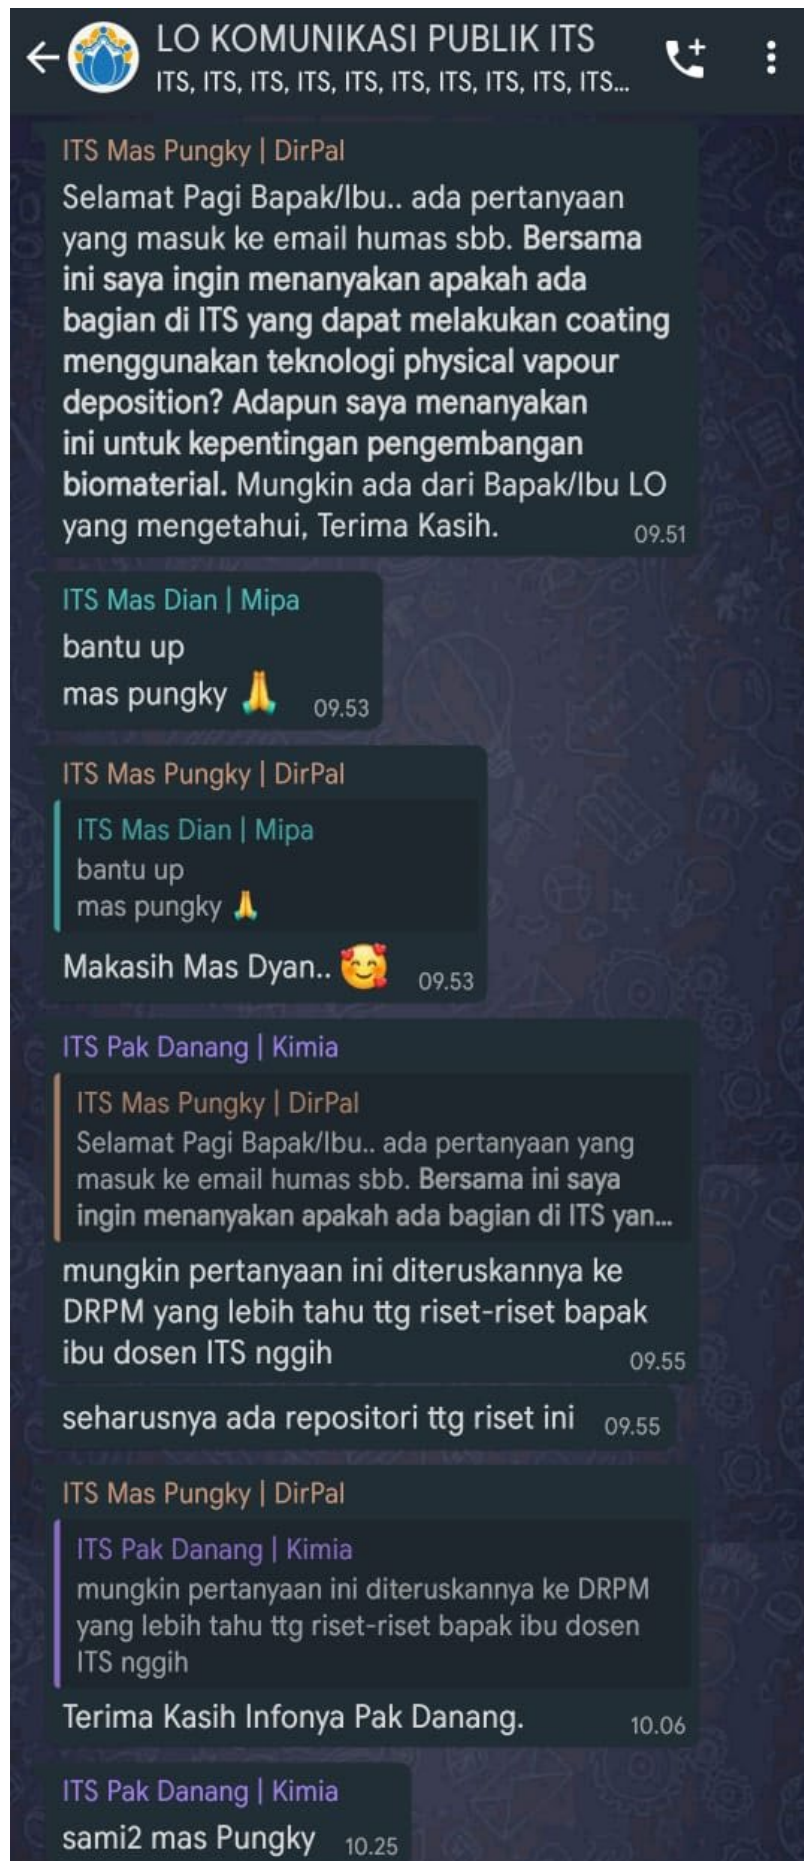 LO KOMUNIKASI PUBLIK ITS
ITS, ITS, ITS, ITS, ITS, ITS, ITS, ITS, ITS, ITS...
ITS Mas Pungky | DirPal
Selamat Pagi Bapak/Ibu.. ada pertanyaan
yang masuk ke email humas sbb. Bersama
ini saya ingin menanyakan apakah ada
bagian di ITS yang dapat melakukan coating
menggunakan teknologi physical vapour
deposition? Adapun saya menanyakan
ini untuk kepentingan pengembangan
biomaterial. Mungkin ada dari Bapak/Ibu LO
yang mengetahui, Terima Kasih. 09.51
ITS Mas Dian | Mipa
bantu up
mas pungky 🙏 09.53
ITS Mas Pungky | DirPal
ITS Mas Dian | Mipa
bantu up
mas pungky 🙏
Makasih Mas Dyan.. 🥰 09.53
ITS Pak Danang | Kimia
ITS Mas Pungky | DirPal
Selamat Pagi Bapak/Ibu.. ada pertanyaan yang
masuk ke email humas sbb. Bersama ini saya
ingin menanyakan apakah ada bagian di ITS yan...
mungkin pertanyaan ini diteruskannya ke
DRPM yang lebih tahu ttg riset-riset bapak
ibu dosen ITS nggih 09.55
seharusnya ada repositori ttg riset ini 09.55
ITS Mas Pungky | DirPal
ITS Pak Danang | Kimia
mungkin pertanyaan ini diteruskannya ke DRPM
yang lebih tahu ttg riset-riset bapak ibu dosen
ITS nggih
Terima Kasih Infonya Pak Danang. 10.06
ITS Pak Danang | Kimia
sami2 mas Pungky 10.25